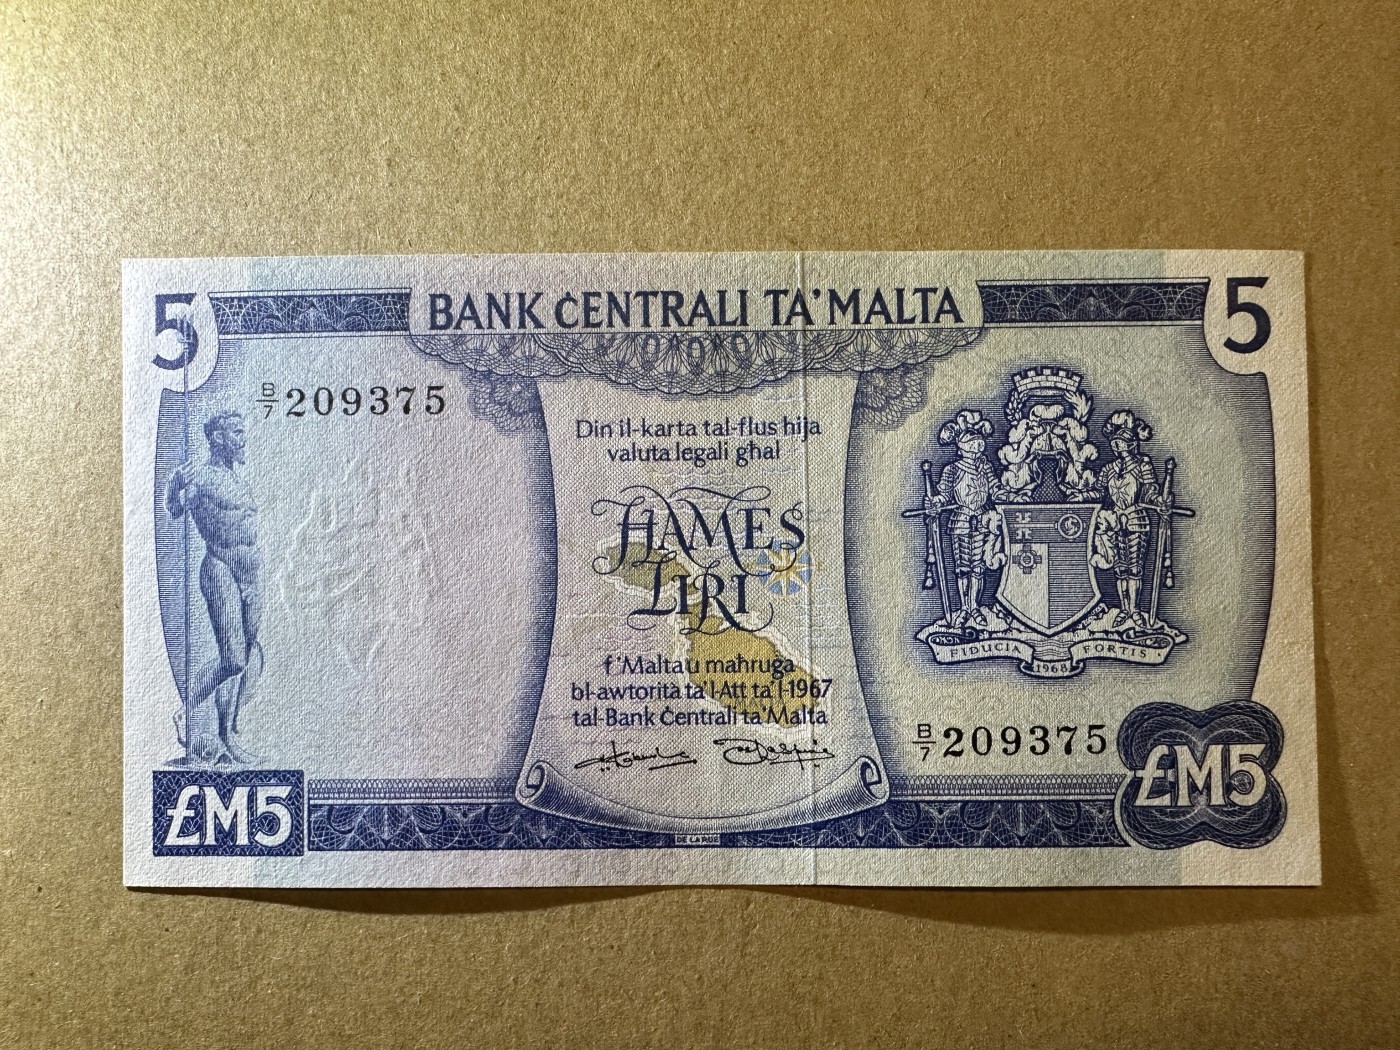 5
BANK ĊENTRALI TA' MALTA
5
B/7 209375
Din il-karta tal-flus hija
valuta legali għal
ĦAMES
LIRI
f'Malta u maħruġa
bl-awtorita ta' l-Att ta' l-1967
tal-Bank Ċentrali ta' Malta
FIDUCIA 1968 FORTIS
B/7 209375
£M5
£M5
DE LA RUE